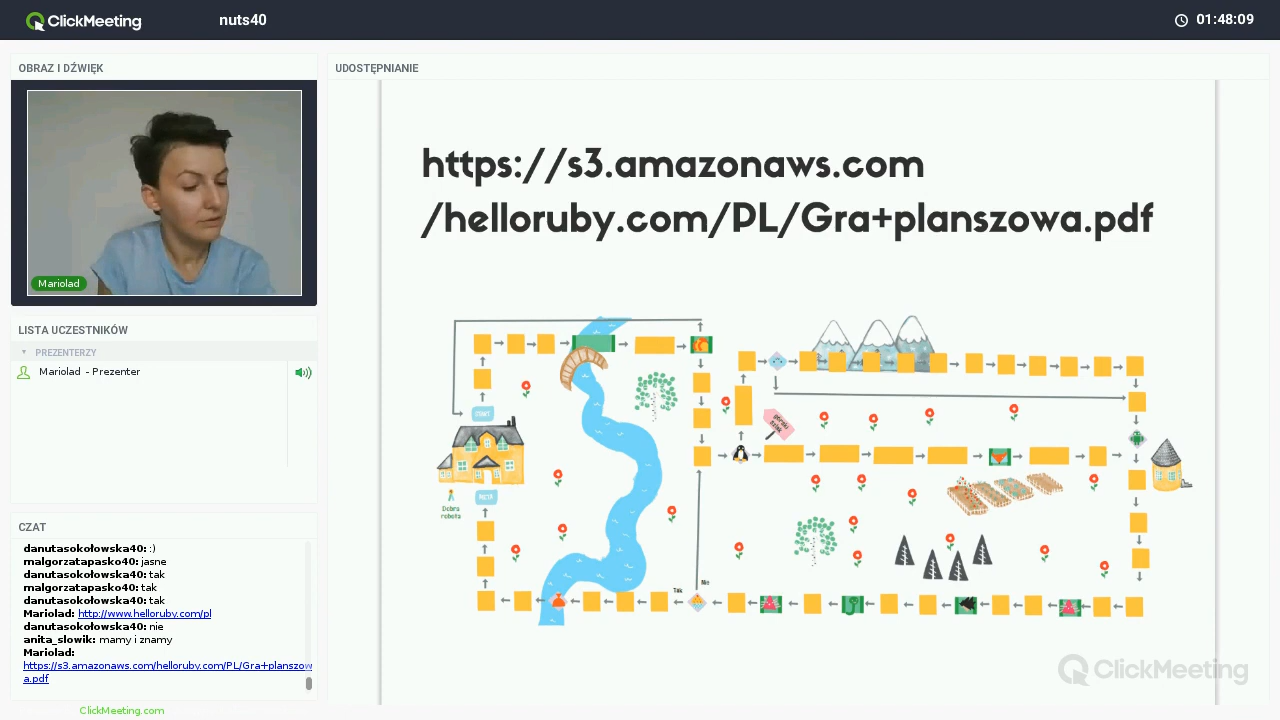 ClickMeeting
nuts40
01:48:09
OBRAZ I DŹWIĘK
UDOSTĘPNIANIE
Mariolad
LISTA UCZESTNIKÓW
PREZENTERZY
Mariolad - Prezenter
CZAT
danutasokołowska40: :)
malgorzatapasko40: jasne
danutasokołowska40: tak
malgorzatapasko40: tak
danutasokołowska40: tak
Mariolad: http://www.helloruby.com/pl
danutasokołowska40: nie
anita_slowik: mamy i znamy
Mariolad:
https://s3.amazonaws.com/helloruby.com/PL/Gra+planszow
a.pdf
ClickMeeting.com
https://s3.amazonaws.com
/helloruby.com/PL/Gra+planszowa.pdf
START
META
Dobra
robota
Tak
Nie
ClickMeeting